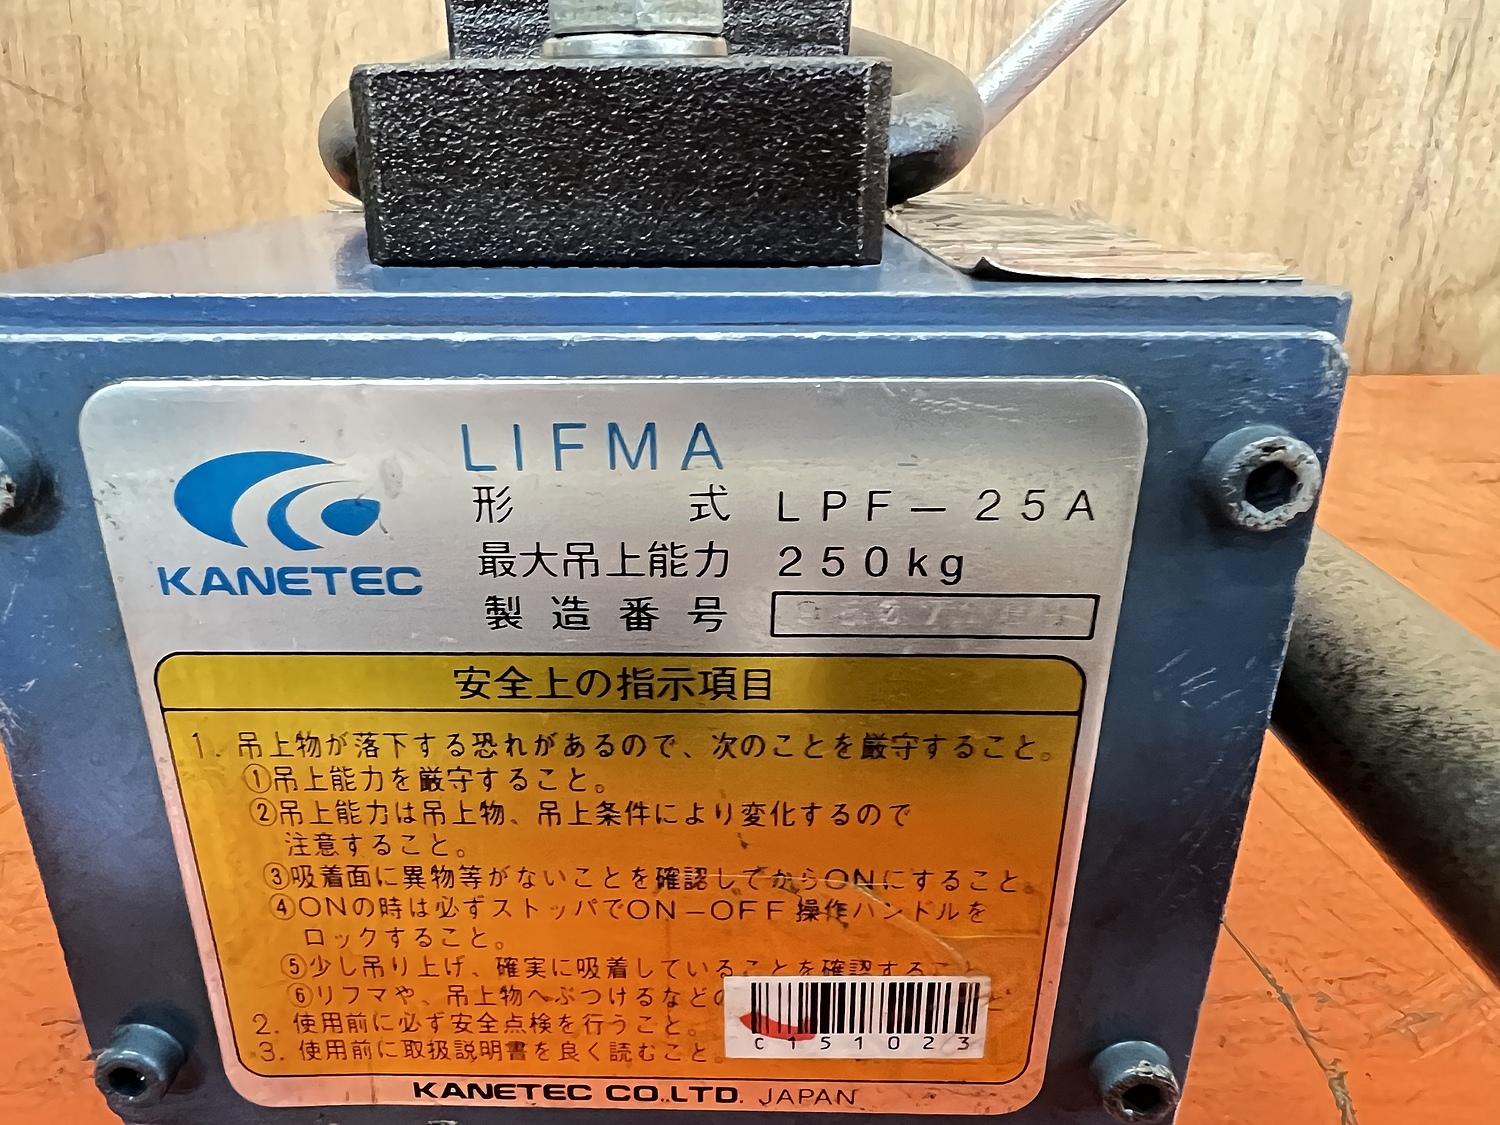 LIFMA
KANETEC
形 式 LPF-25A
最大吊上能力 250kg
製造番号
安全上の指示項目
1. 吊上物が落下する恐れがあるので、次のことを厳守すること。
①吊上能力を厳守すること。
②吊上能力は吊上物、吊上条件により変化するので
注意すること。
③吸着面に異物等がないことを確認してからONにすること。
④ONの時は必ずストッパでON-OFF操作ハンドルを
ロックすること。
⑤少し吊り上げ、確実に吸着していることを確認すること
⑥リフマや、吊上物へぶつけるなどの
2. 使用前に必ず安全点検を行うこと。
3. 使用前に取扱説明書を良く読むこと。
C151023
KANETEC CO.,LTD. JAPAN